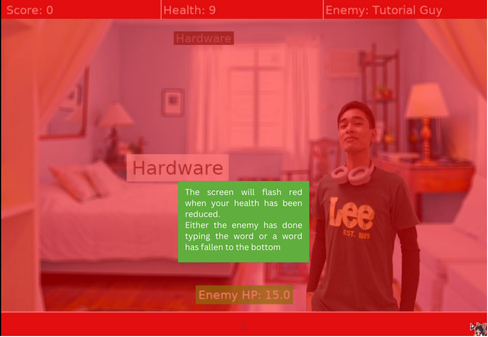 Score: 0
Health: 9
Enemy: Tutorial Guy
Hardware
Hardware
The screen will flash red
when your health has been
reduced.
Either the enemy has done
typing the word or a word
has fallen to the bottom
Lee
EST. 1889
Enemy HP: 15.0